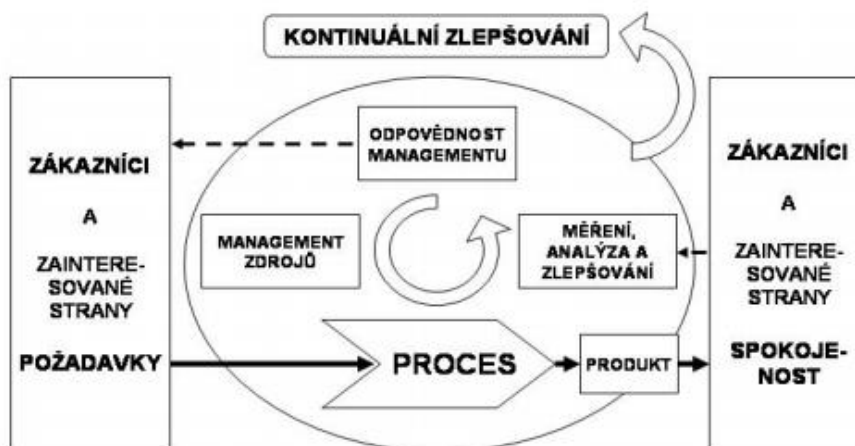 KONTINUÁLNÍ ZLEPŠOVÁNÍ
ZÁKAZNÍCI
A
ZAINTERE-
SOVANÉ
STRANY
POŽADAVKY
ODPOVĚDNOST
MANAGEMENTU
MANAGEMENT
ZDROJŮ
MĚŘENÍ,
ANALÝZA A
ZLEPŠOVÁNÍ
PROCES
PRODUKT
ZÁKAZNÍCI
A
ZAINTERE-
SOVANÉ
STRANY
SPOKOJE-
NOST